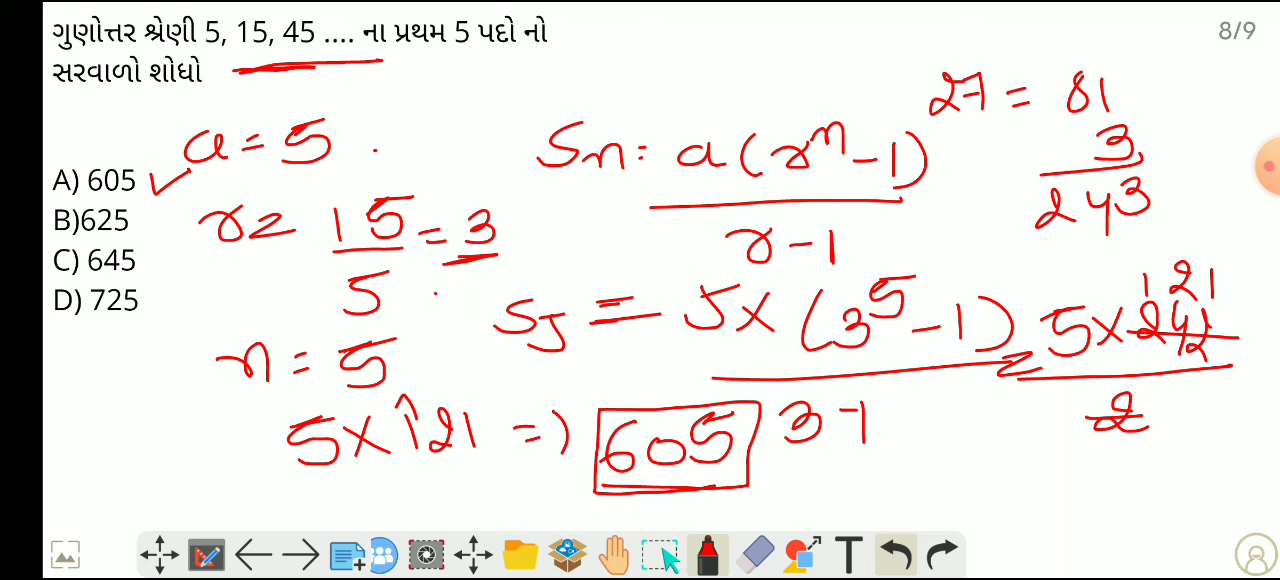 ગુણોત્તર શ્રેણી 5, 15, 45 .... ના પ્રથમ 5 પદો નો
સરવાળો શોધો
8/9
A) 605 ✓
B)625
C) 645
D) 725
a = 5
r = 15/5 = 3
n = 5
Sn = a(r^n - 1)
r - 1
27 = 81
3
243
S5 = 5 × (3^5 - 1) = 5 × 242
121
3 - 1
2
5 × 121 => 605
T